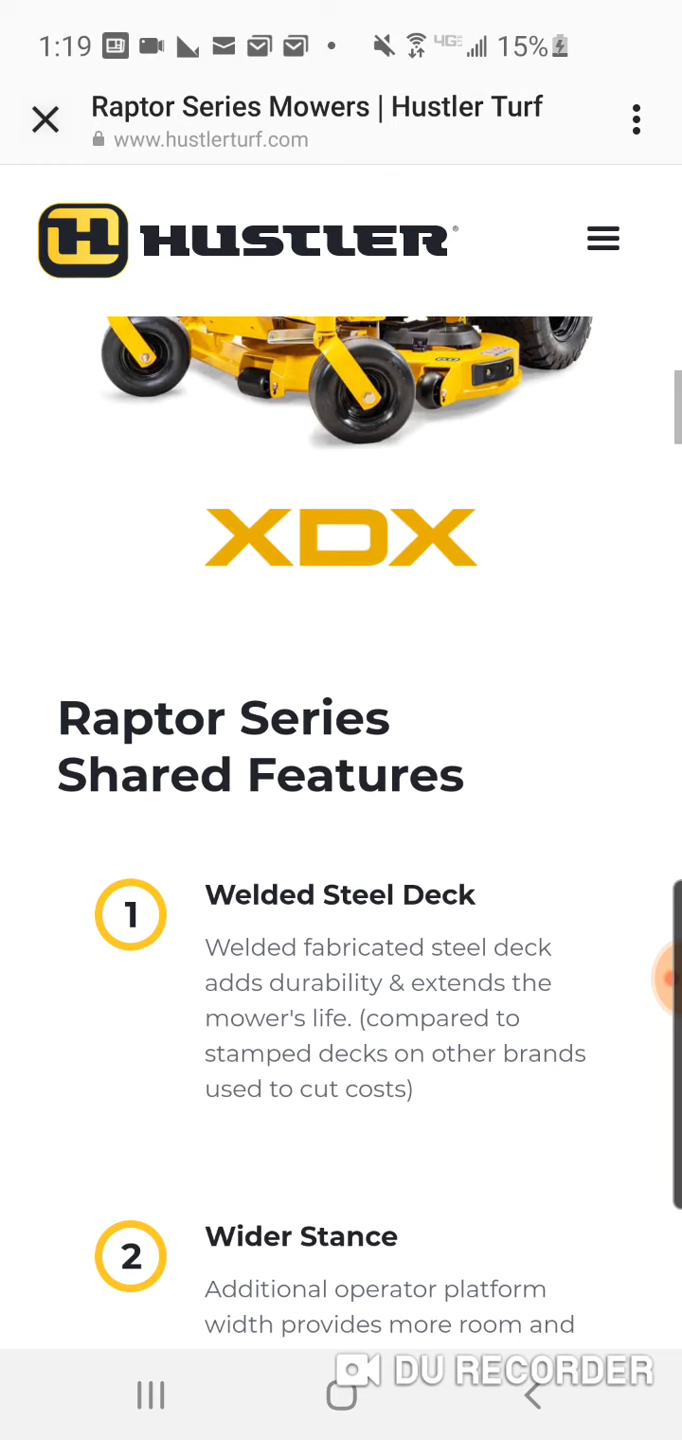 1:19 4GE 15%
Raptor Series Mowers | Hustler Turf
www.hustlerturf.com
H HUSTLER®
XDX
Raptor Series
Shared Features
1
Welded Steel Deck
Welded fabricated steel deck
adds durability & extends the
mower's life. (compared to
stamped decks on other brands
used to cut costs)
2
Wider Stance
Additional operator platform
width provides more room and
DU RECORDER